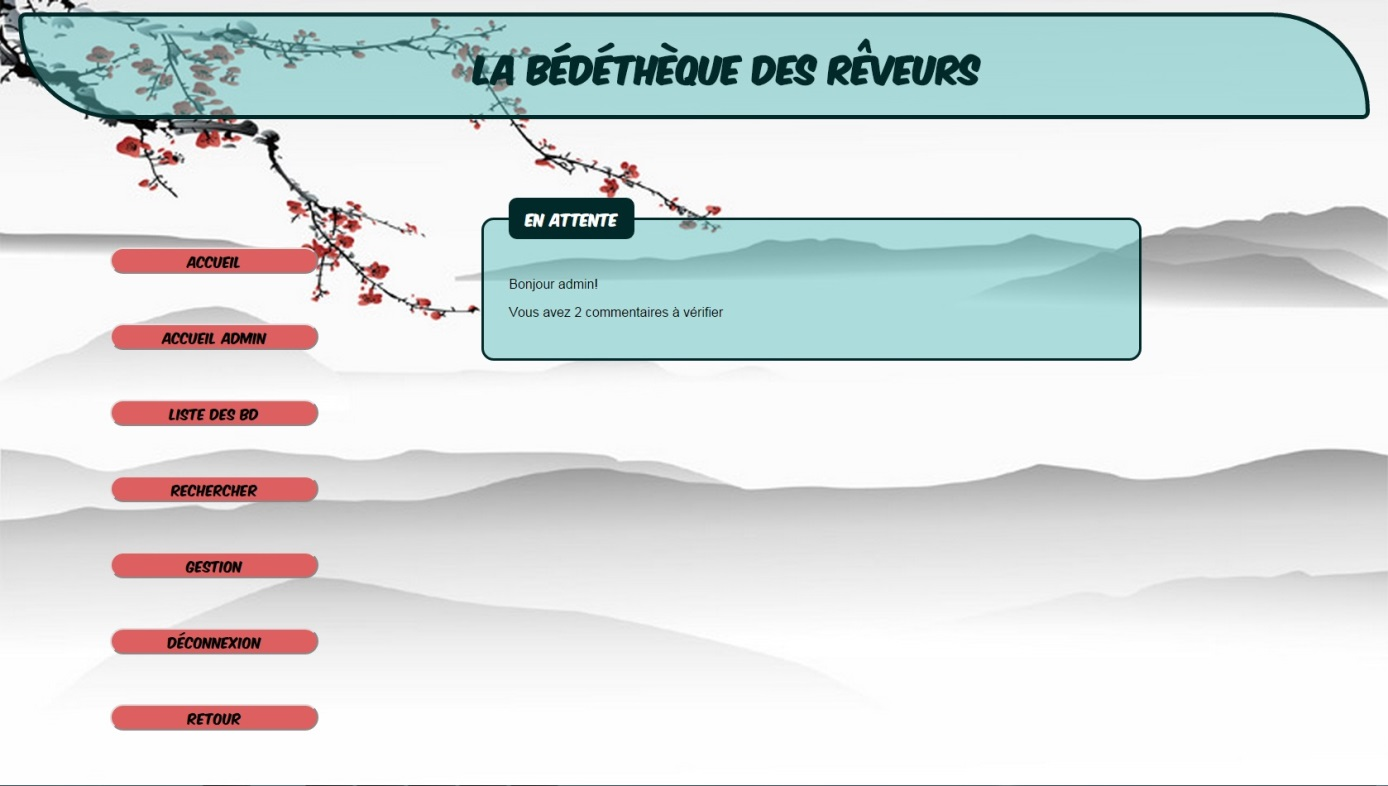 LA BÉDÉTHÈQUE DES RÊVEURS
EN ATTENTE
Bonjour admin!
Vous avez 2 commentaires à vérifier
ACCUEIL
ACCUEIL ADMIN
LISTE DES BD
RECHERCHER
GESTION
DÉCONNEXION
RETOUR